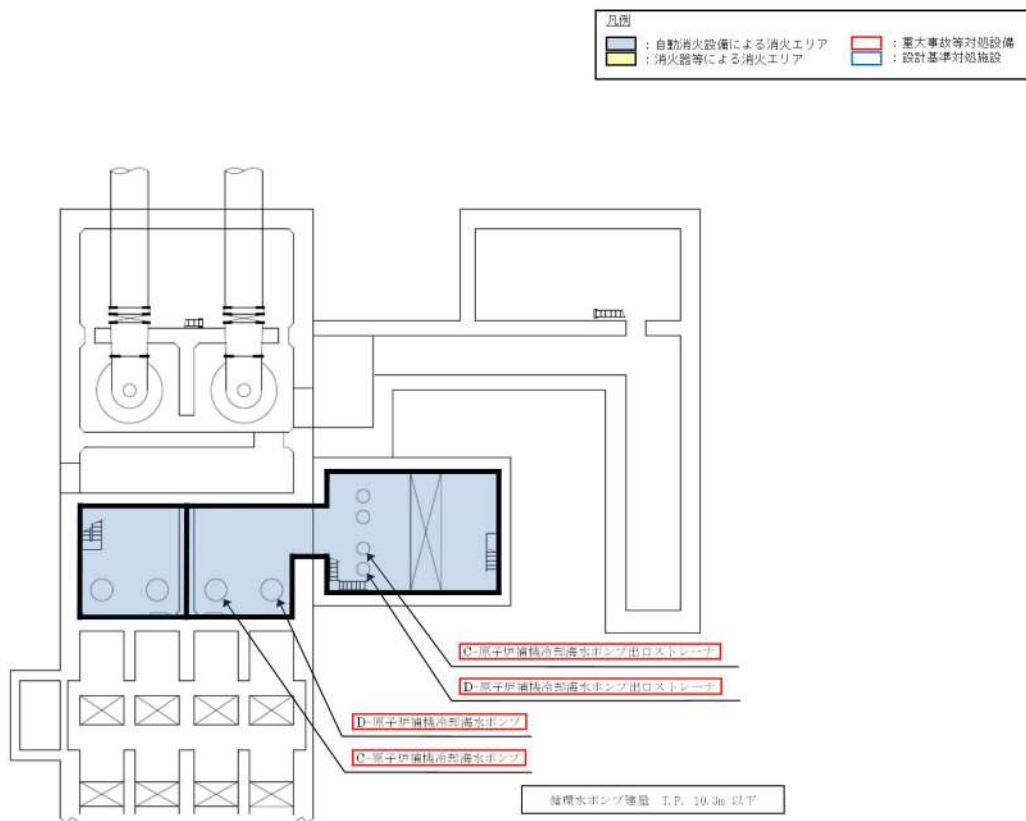 凡例
：自動消火設備による消火エリア
：重大事故等対処設備
：消火器等による消火エリア
：設計基準対処施設
C-原子炉補機冷却海水ポンプ出口ストレーナ
D-原子炉補機冷却海水ポンプ出口ストレーナ
D-原子炉補機冷却海水ポンプ
C-原子炉補機冷却海水ポンプ
循環水ポンプ建屋　T.P. 10.3m 以下